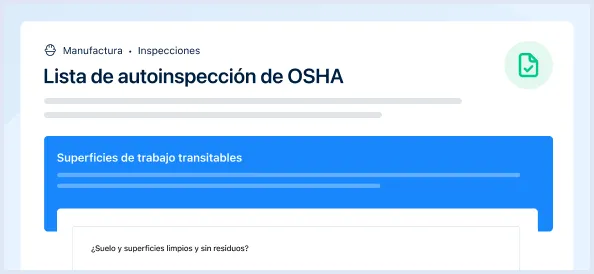 Manufactura • Inspecciones
Lista de autoinspección de OSHA
Superficies de trabajo transitables
¿Suelo y superficies limpios y sin residuos?